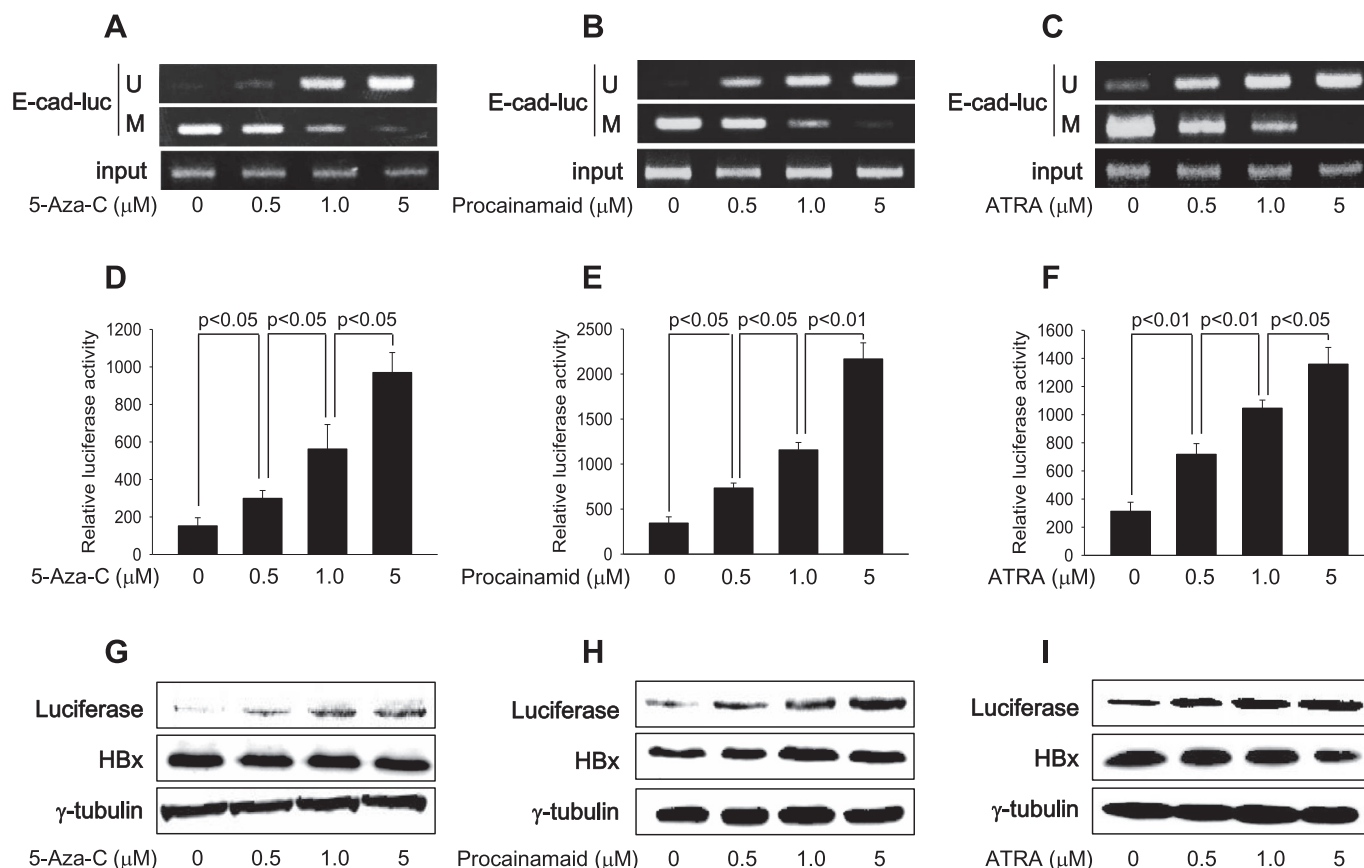 A
B
C
E-cad-luc
U
M
input
5-Aza-C (μM) 0 0.5 1.0 5
E-cad-luc
U
M
input
Procainamaid (μM) 0 0.5 1.0 5
E-cad-luc
U
M
input
ATRA (μM) 0 0.5 1.0 5
D
Relative luciferase activity
1200
1000
800
600
400
200
0
p<0.05 p<0.05 p<0.05
5-Aza-C (μM) 0 0.5 1.0 5
E
Relative luciferase activity
2500
2000
1500
1000
500
0
p<0.05 p<0.05 p<0.01
Procainamid (μM) 0 0.5 1.0 5
F
Relative luciferase activity
1600
1400
1200
1000
800
600
400
200
0
p<0.01 p<0.01 p<0.05
ATRA (μM) 0 0.5 1.0 5
G
Luciferase
HBx
γ-tubulin
5-Aza-C (μM) 0 0.5 1.0 5
H
Luciferase
HBx
γ-tubulin
Procainamaid (μM) 0 0.5 1.0 5
I
Luciferase
HBx
γ-tubulin
ATRA (μM) 0 0.5 1.0 5